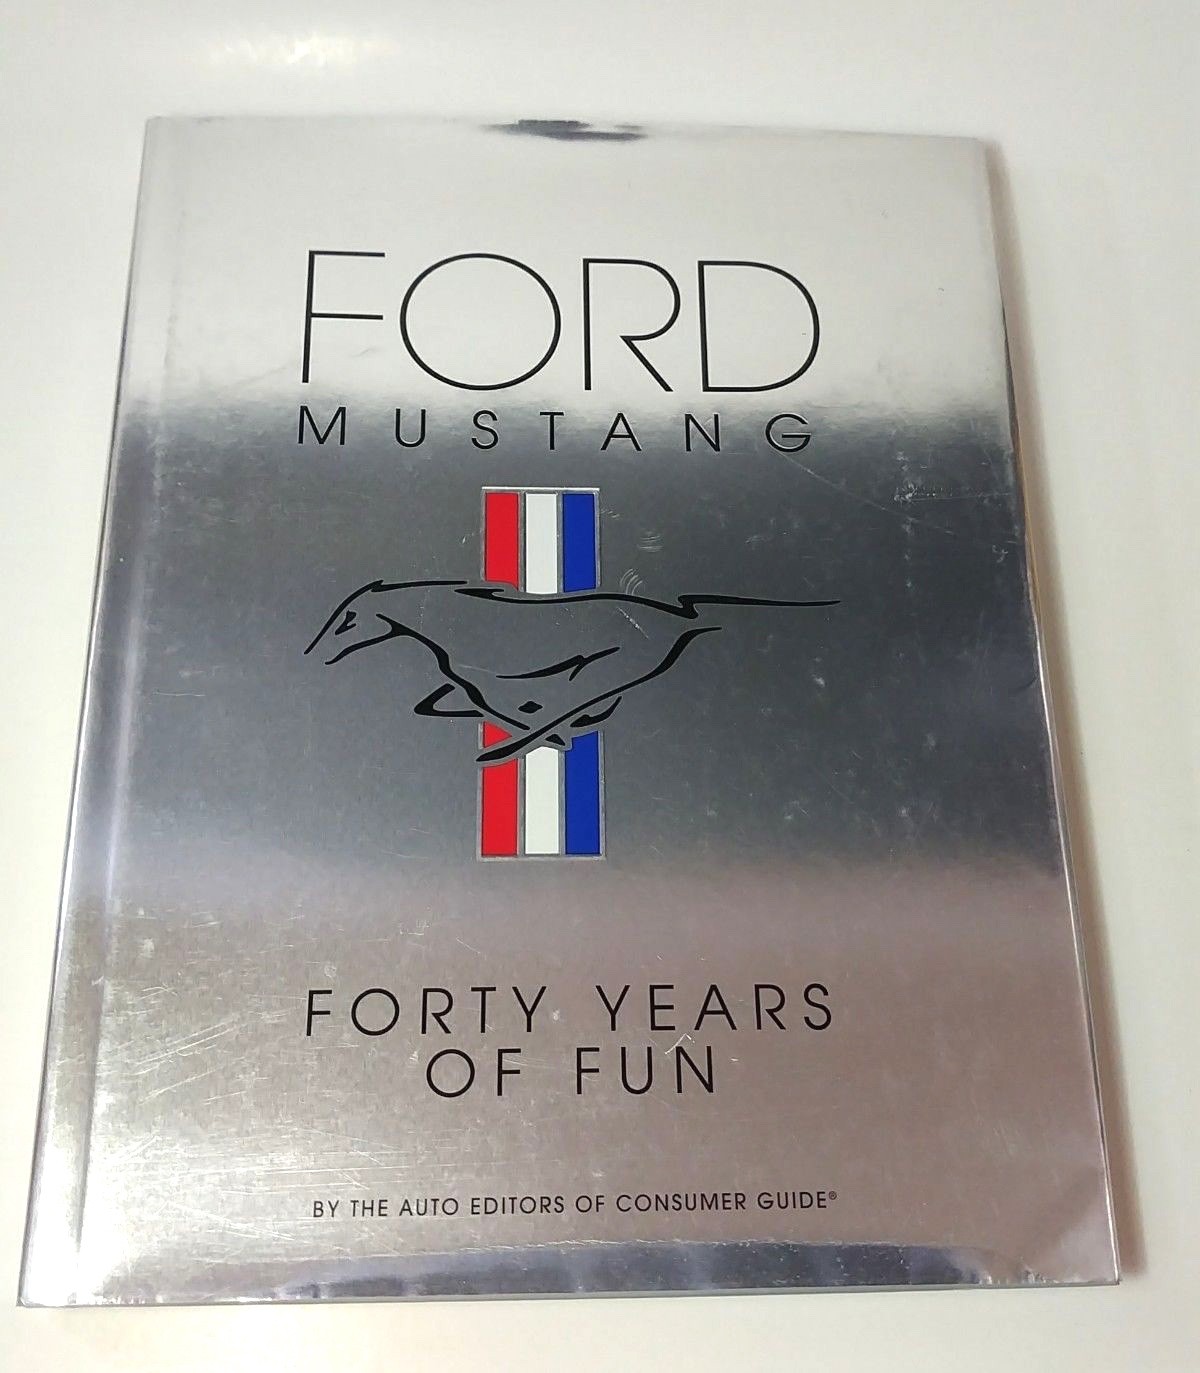 FORD
MUSTANG
FORTY YEARS
OF FUN
BY THE AUTO EDITORS OF CONSUMER GUIDE®